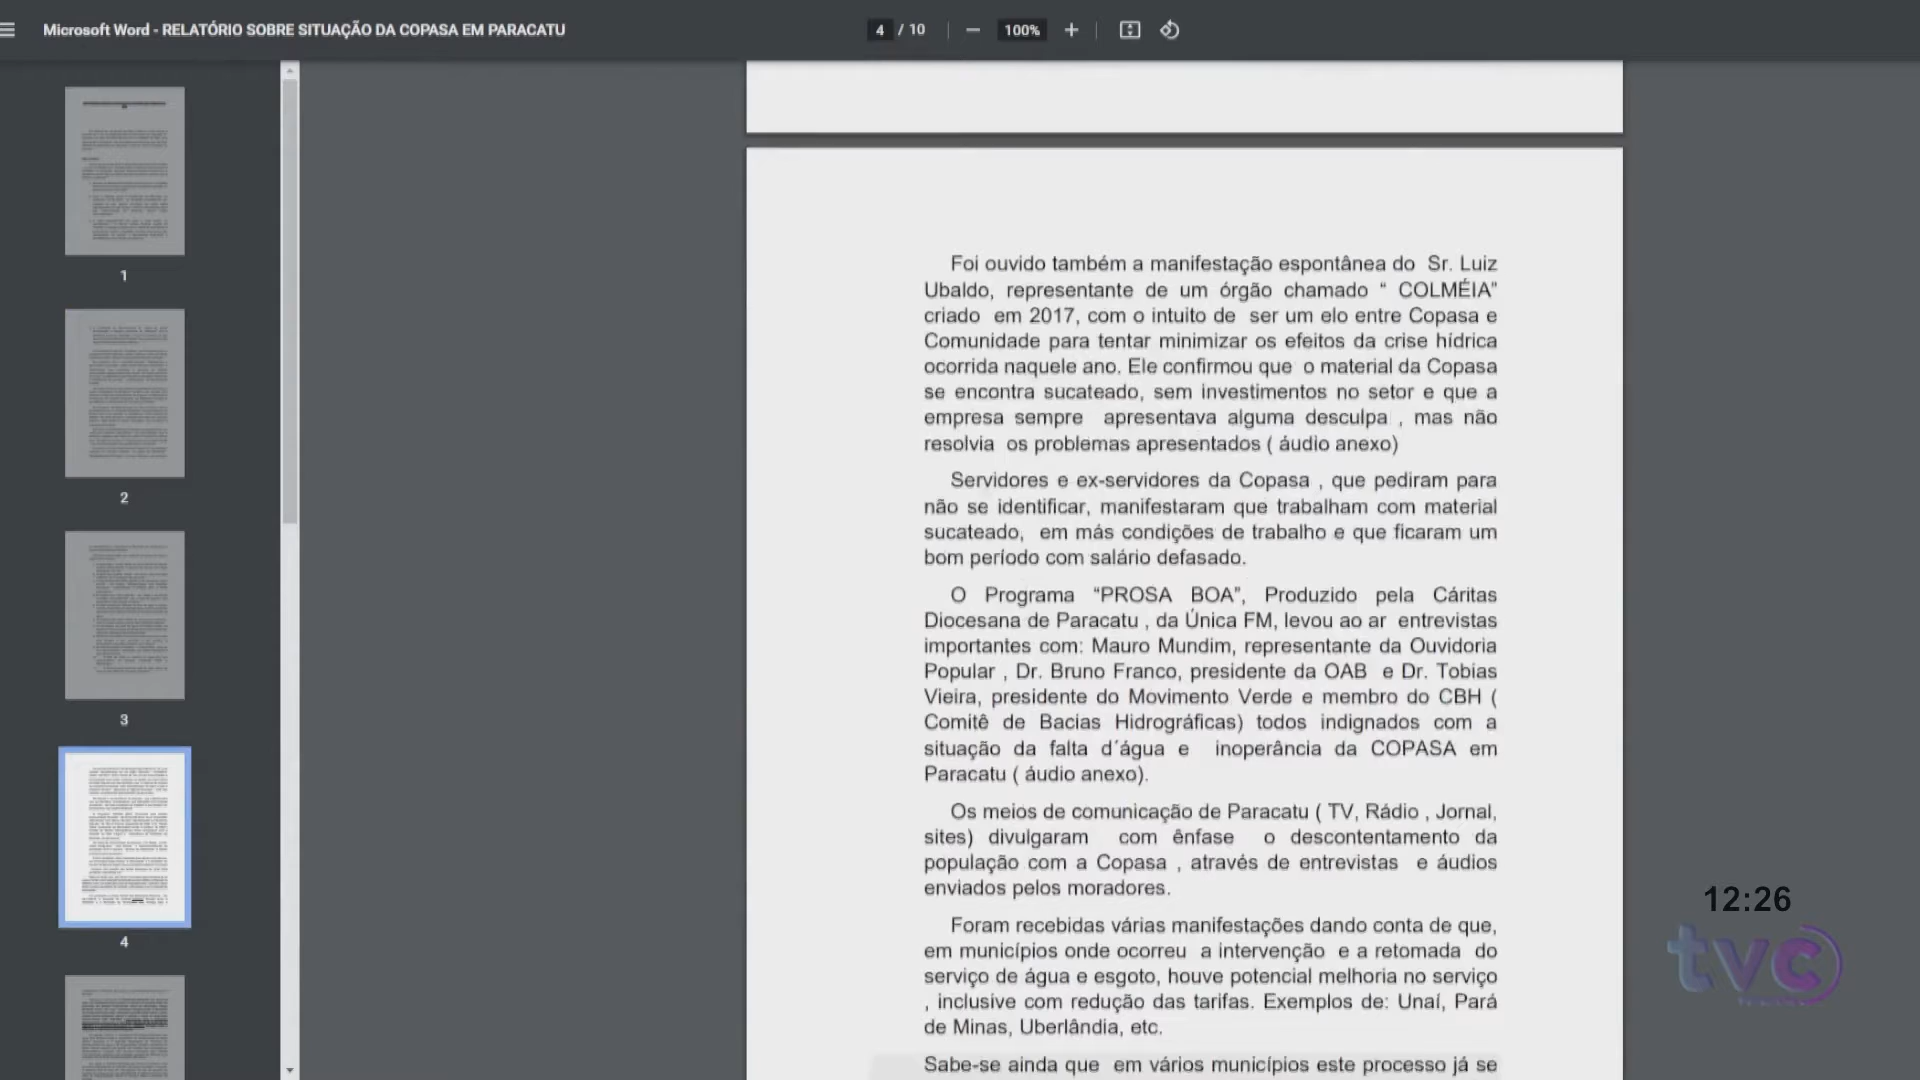 Microsoft Word - RELATÓRIO SOBRE SITUAÇÃO DA COPASA EM PARACATU
4 / 10
100%
1
2
3
4
Foi ouvido também a manifestação espontânea do Sr. Luiz
Ubaldo, representante de um órgão chamado “ COLMÉIA”
criado em 2017, com o intuito de ser um elo entre Copasa e
Comunidade para tentar minimizar os efeitos da crise hídrica
ocorrida naquele ano. Ele confirmou que o material da Copasa
se encontra sucateado, sem investimentos no setor e que a
empresa sempre apresentava alguma desculpa , mas não
resolvia os problemas apresentados ( áudio anexo)
Servidores e ex-servidores da Copasa , que pediram para
não se identificar, manifestaram que trabalham com material
sucateado, em más condições de trabalho e que ficaram um
bom período com salário defasado.
O Programa “PROSA BOA”, Produzido pela Cáritas
Diocesana de Paracatu , da Única FM, levou ao ar entrevistas
importantes com: Mauro Mundim, representante da Ouvidoria
Popular , Dr. Bruno Franco, presidente da OAB e Dr. Tobias
Vieira, presidente do Movimento Verde e membro do CBH (
Comitê de Bacias Hidrográficas) todos indignados com a
situação da falta d´água e inoperância da COPASA em
Paracatu ( áudio anexo).
Os meios de comunicação de Paracatu ( TV, Rádio , Jornal,
sites) divulgaram com ênfase o descontentamento da
população com a Copasa , através de entrevistas e áudios
enviados pelos moradores.
Foram recebidas várias manifestações dando conta de que,
em municípios onde ocorreu a intervenção e a retomada do
serviço de água e esgoto, houve potencial melhoria no serviço
, inclusive com redução das tarifas. Exemplos de: Unaí, Pará
de Minas, Uberlândia, etc.
Sabe-se ainda que em vários municípios este processo já se
12:26
tvc